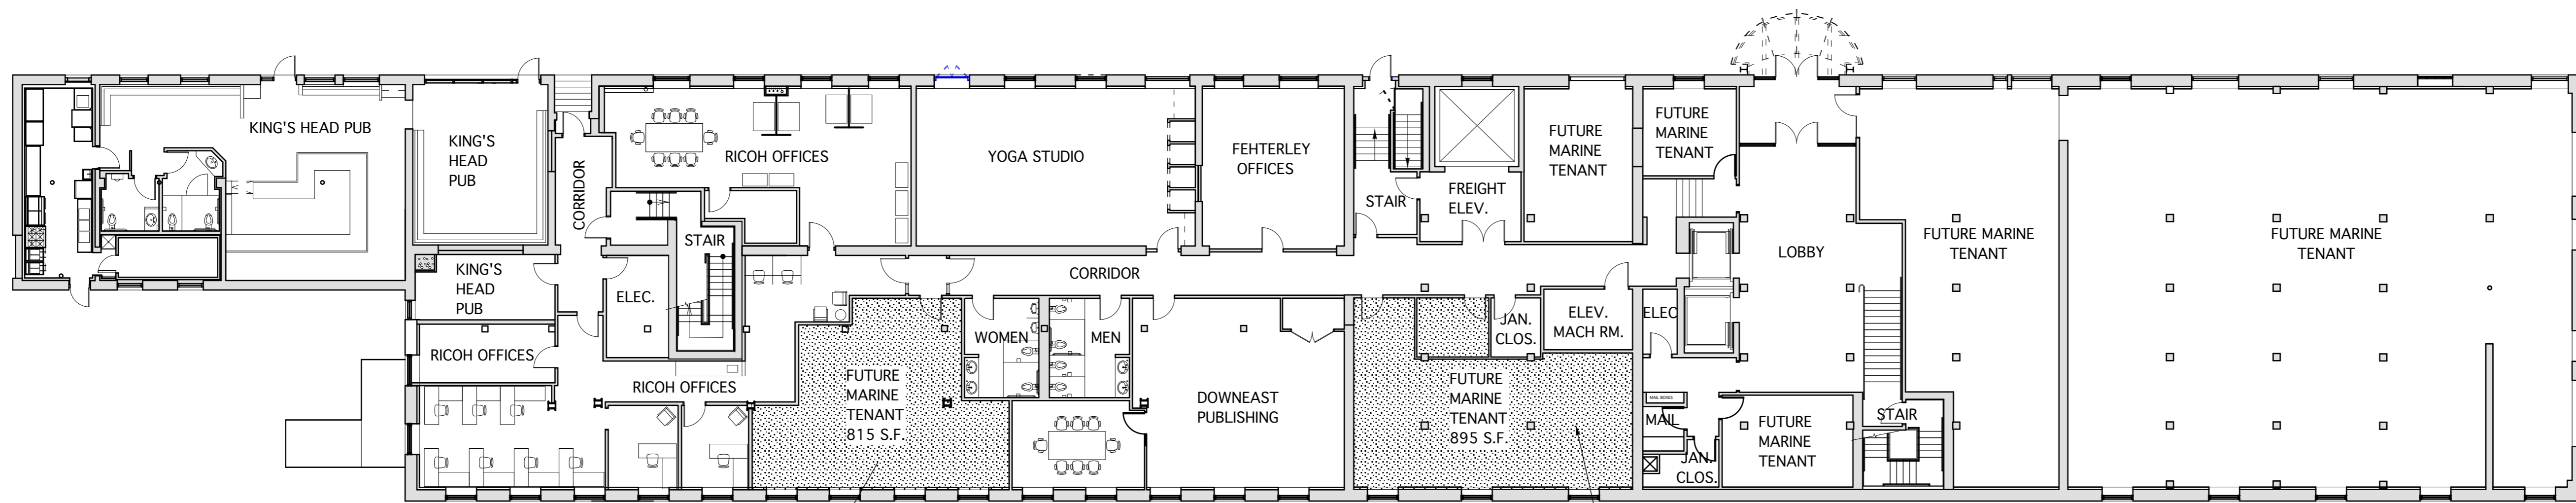 KING'S HEAD PUB
KING'S
HEAD
PUB
CORRIDOR
RICOH OFFICES
YOGA STUDIO
FEHTERLEY
OFFICES
STAIR
FREIGHT
ELEV.
FUTURE
MARINE
TENANT
FUTURE
MARINE
TENANT
LOBBY
FUTURE MARINE
TENANT
FUTURE MARINE
TENANT
STAIR
CORRIDOR
KING'S
HEAD
PUB
ELEC.
RICOH OFFICES
RICOH OFFICES
FUTURE
MARINE
TENANT
815 S.F.
WOMEN
MEN
DOWNEAST
PUBLISHING
FUTURE
MARINE
TENANT
895 S.F.
JAN.
CLOS.
ELEV.
MACH RM.
ELEC
MAIL BOXES
MAIL
JAN.
CLOS.
FUTURE
MARINE
TENANT
STAIR